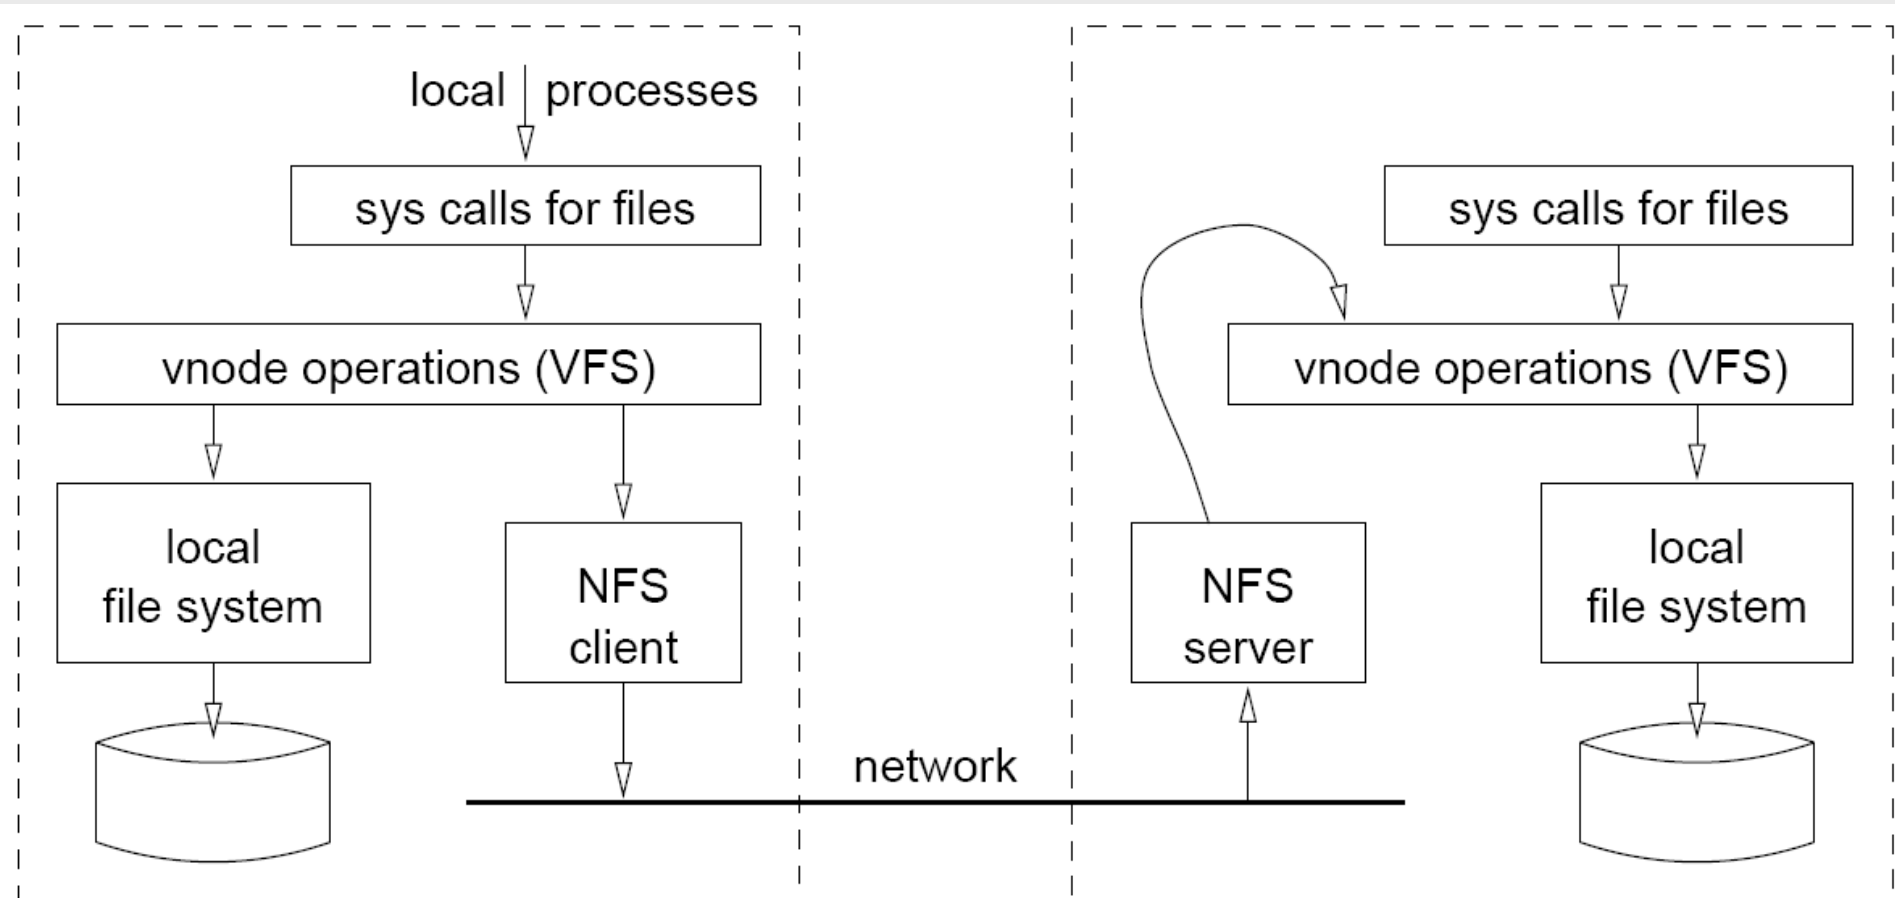 local processes
sys calls for files
sys calls for files
vnode operations (VFS)
vnode operations (VFS)
local
file system
NFS
client
NFS
server
local
file system
network